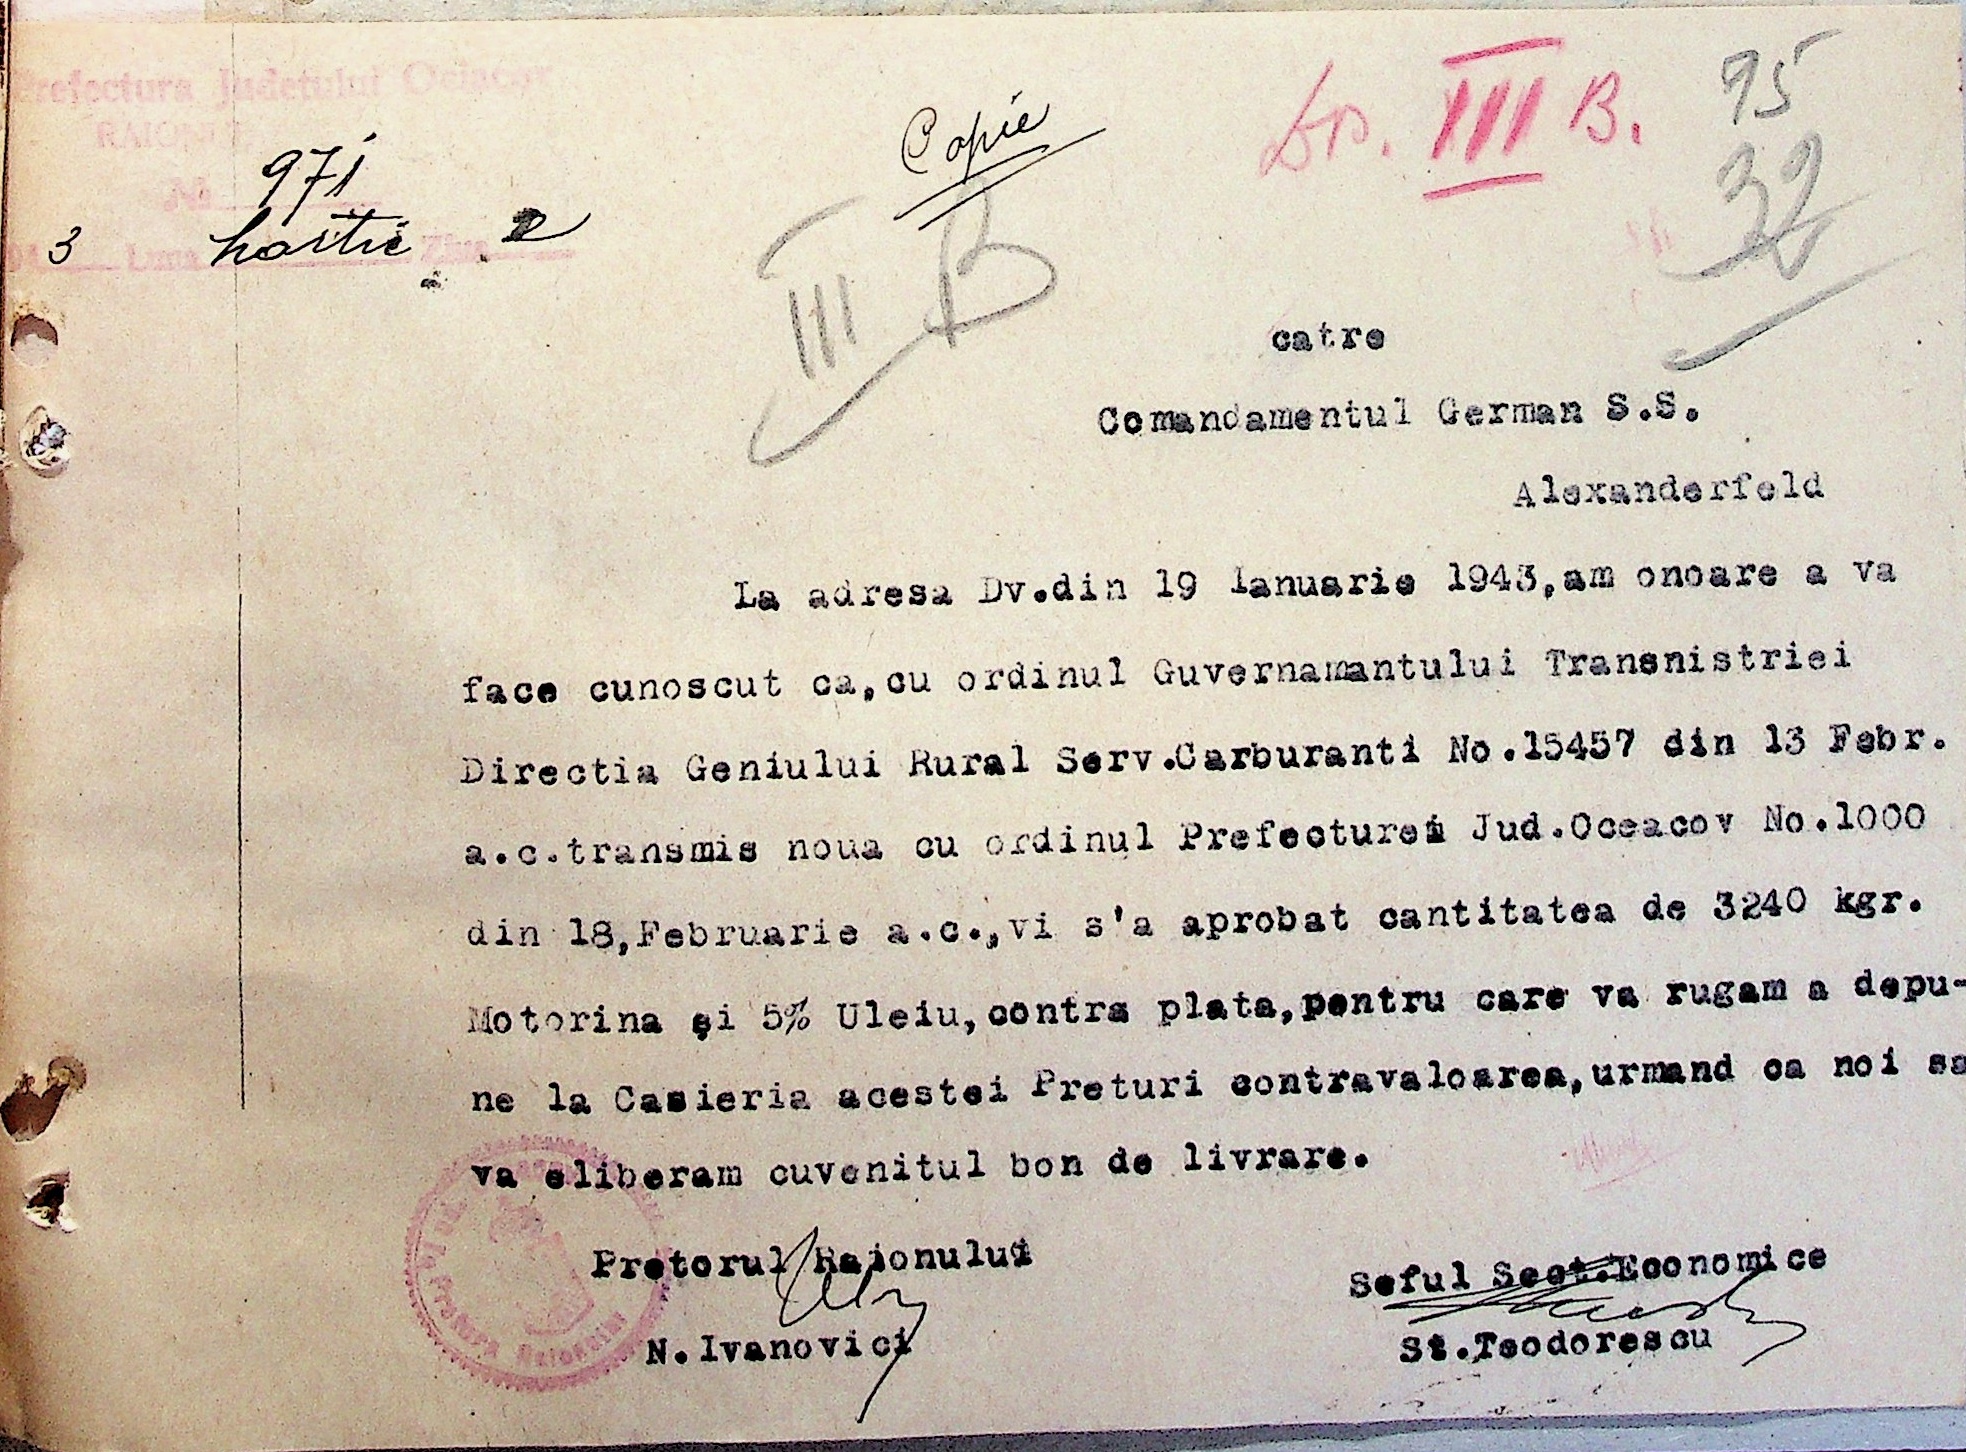 Prefectura Judetului Ociacov
RAIONUL
No 971
3 Luna Martie Ziua 2
Copie
III B.
95
32
III B
catre
Comandamentul German S.S.
Alexanderfeld
La adresa Dv.din 19 Ianuarie 1943,am onoare a va
face cunoscut ca,cu ordinul Guvernamantului Transnistriei
Directia Geniului Rural Serv.Carburanti No.15457 din 13 Febr.
a.c.transmis noua cu ordinul Prefecturei Jud.Oceacov No.1000
din 18,Februarie a.c.,vi s'a aprobat cantitatea de 3240 kgr.
Motorina și 5% Uleiu,contra plata,pentru care va rugam a depu-
ne la Casieria acestei Preturi contravaloarea,urmand ca noi sa
va eliberam cuvenitul bon de livrare.
Pretorul Raionului
Seful Sect.Economice
N.Ivanovici
St.Teodorescu